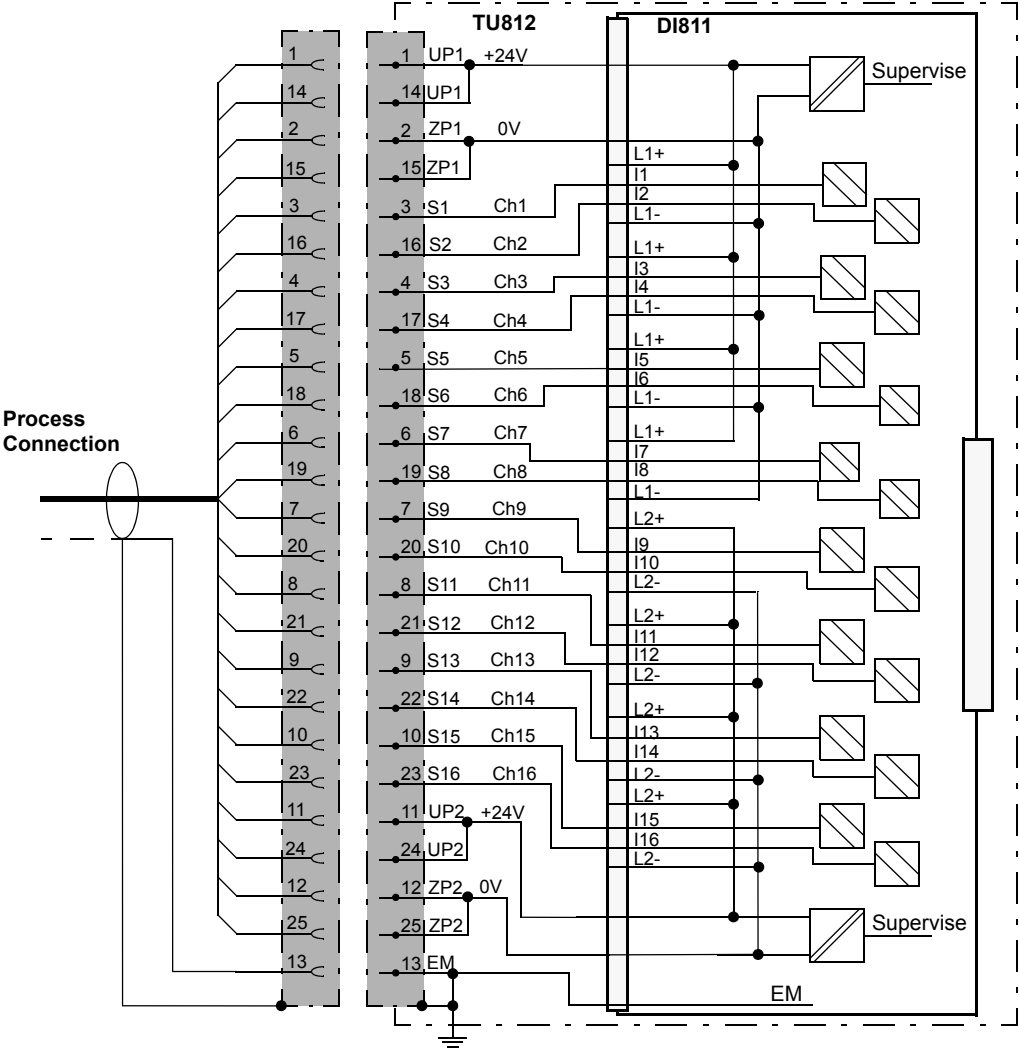 TU812 DI811
1 1 UP1 +24V Supervise
14 14 UP1
2 2 ZP1 0V
L1+
15 15 ZP1
I1
I2
3 3 S1 Ch1
L1-
16 16 S2 Ch2
L1+
I3
4 4 S3 Ch3
I4
L1-
17 17 S4 Ch4
L1+
5 5 S5 Ch5
I5
I6
18 18 S6 Ch6
L1-
Process
Connection
6 6 S7 Ch7
L1+
I7
19 19 S8 Ch8
I8
L1-
7 7 S9 Ch9
L2+
20 20 S10 Ch10
I9
I10
L2-
8 8 S11 Ch11
L2+
21 21 S12 Ch12
I11
I12
9 9 S13 Ch13
L2-
22 22 S14 Ch14
L2+
I13
10 10 S15 Ch15
I14
23 23 S16 Ch16
L2-
L2+
11 11 UP2 +24V
I15
I16
24 24 UP2
L2-
12 12 ZP2 0V
25 25 ZP2 Supervise
13 13 EM
EM